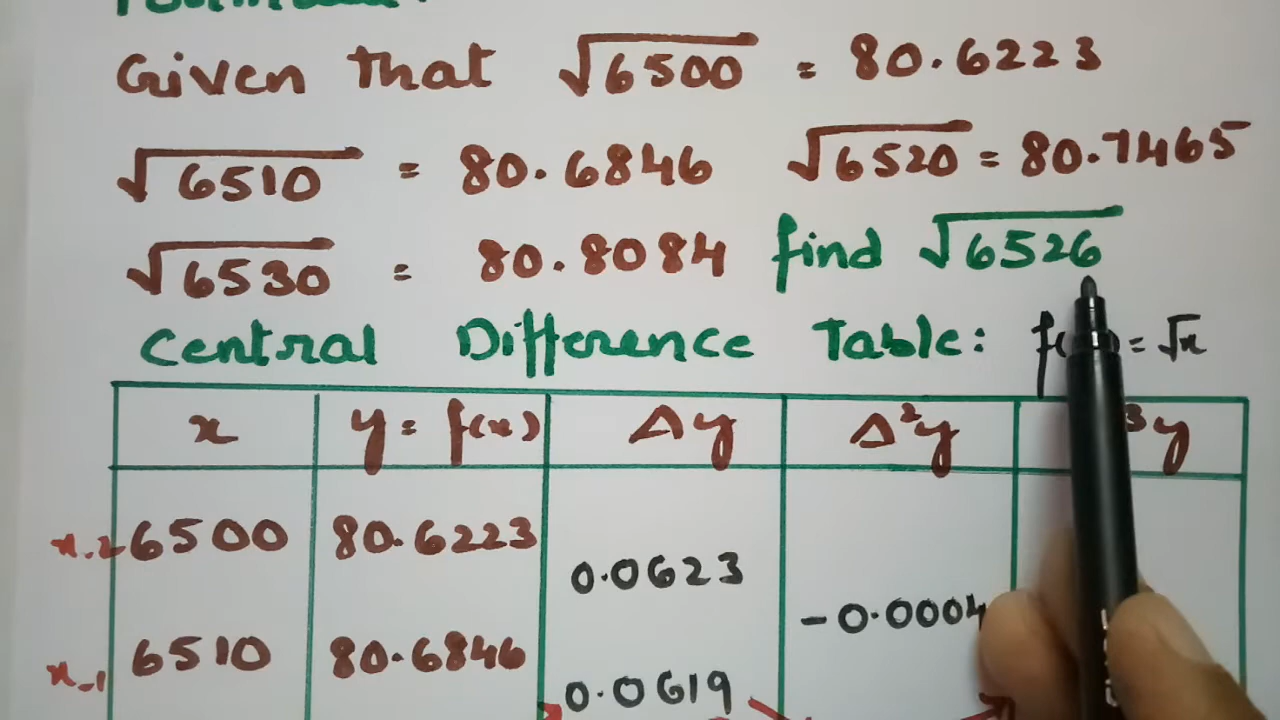 Given that √6500 = 80.6223
√6510 = 80.6846 √6520 = 80.7465
√6530 = 80.8084 find √6526
Central Difference Table: = √x
x y = f(x) Δy Δ²y ³y
x-2 6500 80.6223
0.0623
-0.0004
x-1 6510 80.6846
0.0619